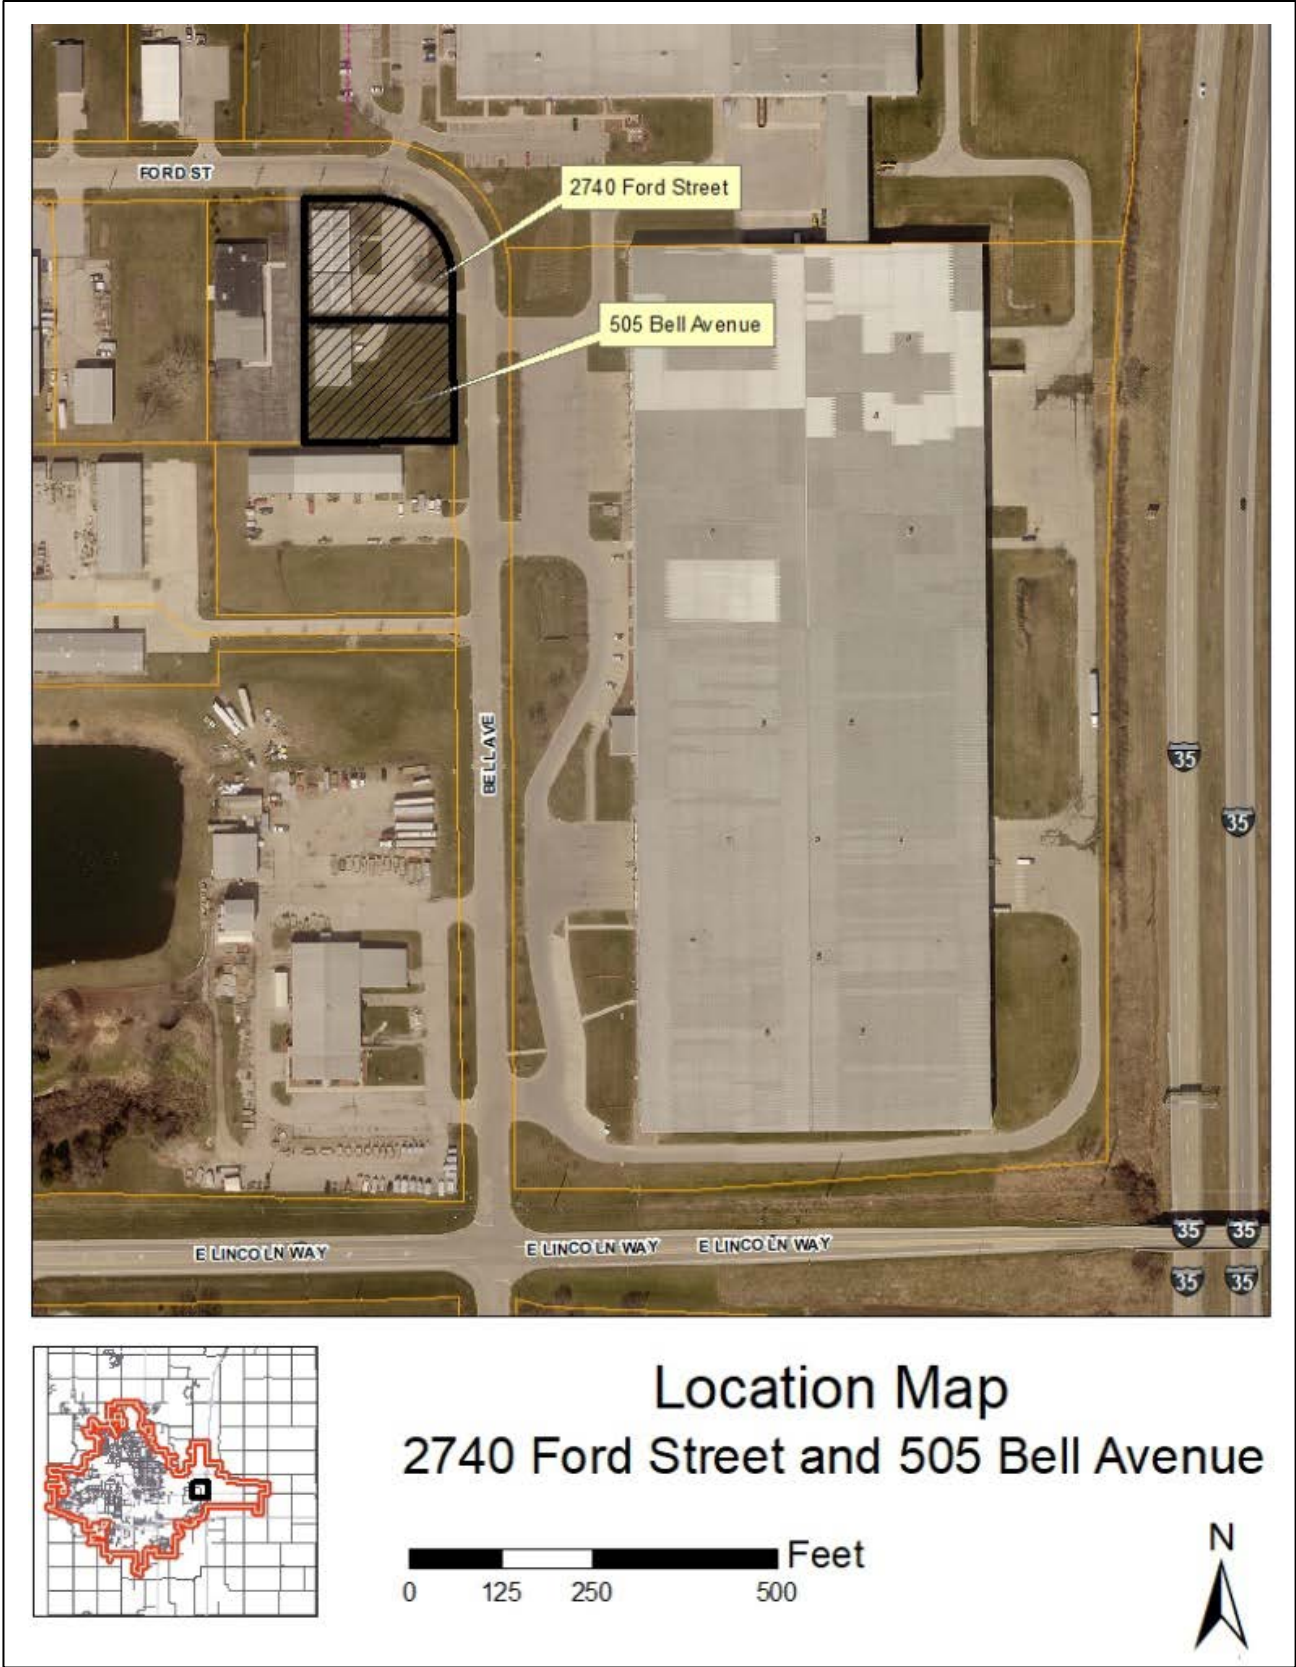 FORD ST
2740 Ford Street
505 Bell Avenue
BELL AVE
35
35
E LINCOLN WAY
E LINCOLN WAY
E LINCOLN WAY
35
35
35
35
Location Map
2740 Ford Street and 505 Bell Avenue
Feet
0 125 250 500
N